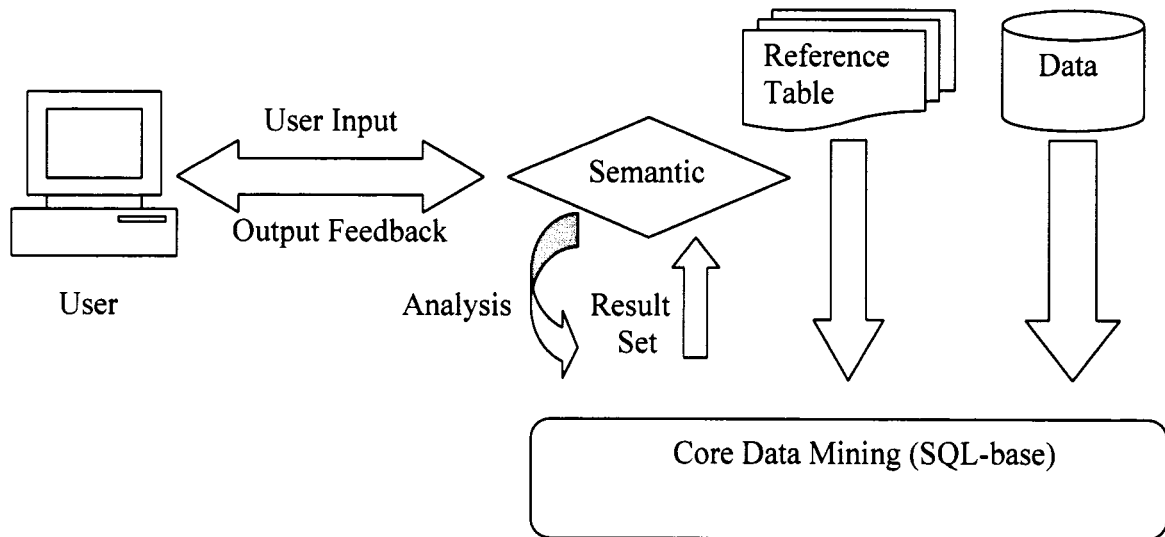 Reference
Table
Data
User Input
Semantic
Output Feedback
User
Analysis
Result
Set
Core Data Mining (SQL-base)